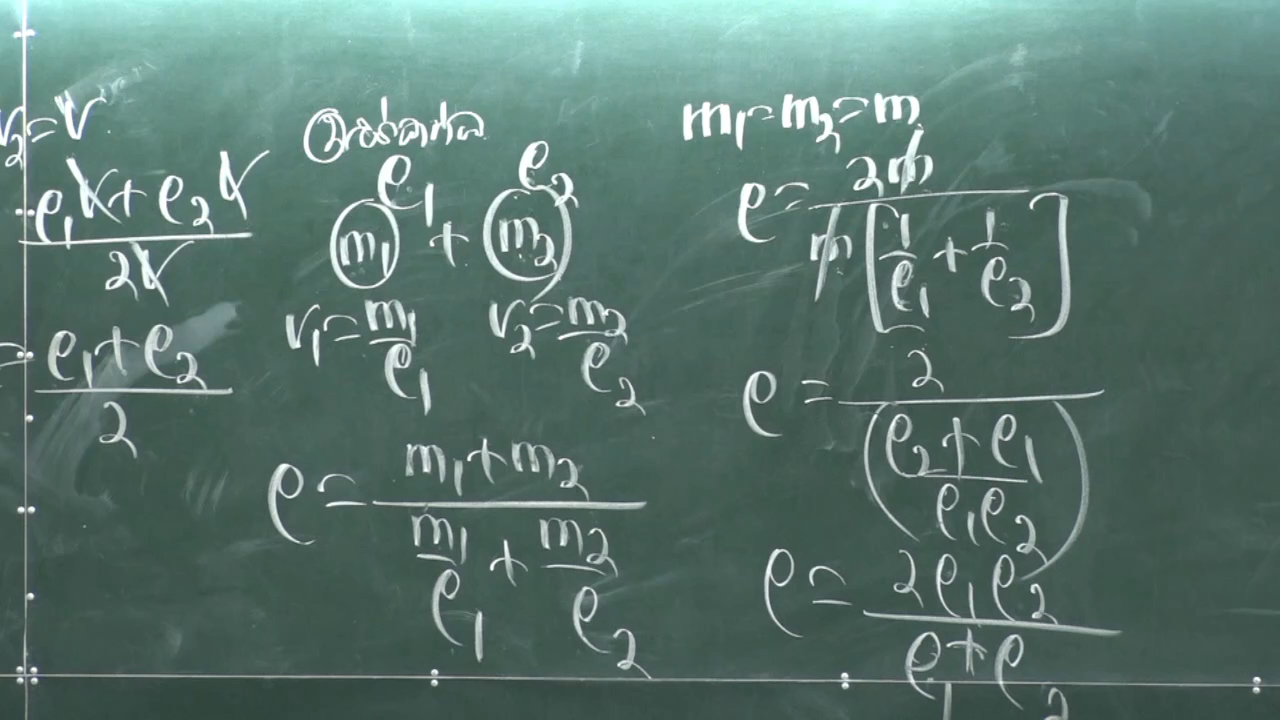 V₂=V
ρ₁V+ρ₂V / 2V
= ρ₁+ρ₂ / 2
ρ₁ ρ₂
m₁ + m₂
V₁=m₁/ρ₁ V₂=m₂/ρ₂
ρ = (m₁+m₂) / (m₁/ρ₁ + m₂/ρ₂)
m₁=m₂=m
ρ = 2m / m[1/ρ₁ + 1/ρ₂]
ρ = 2 / ((ρ₂+ρ₁)/ρ₁ρ₂)
ρ = 2ρ₁ρ₂ / ρ₁+ρ₂